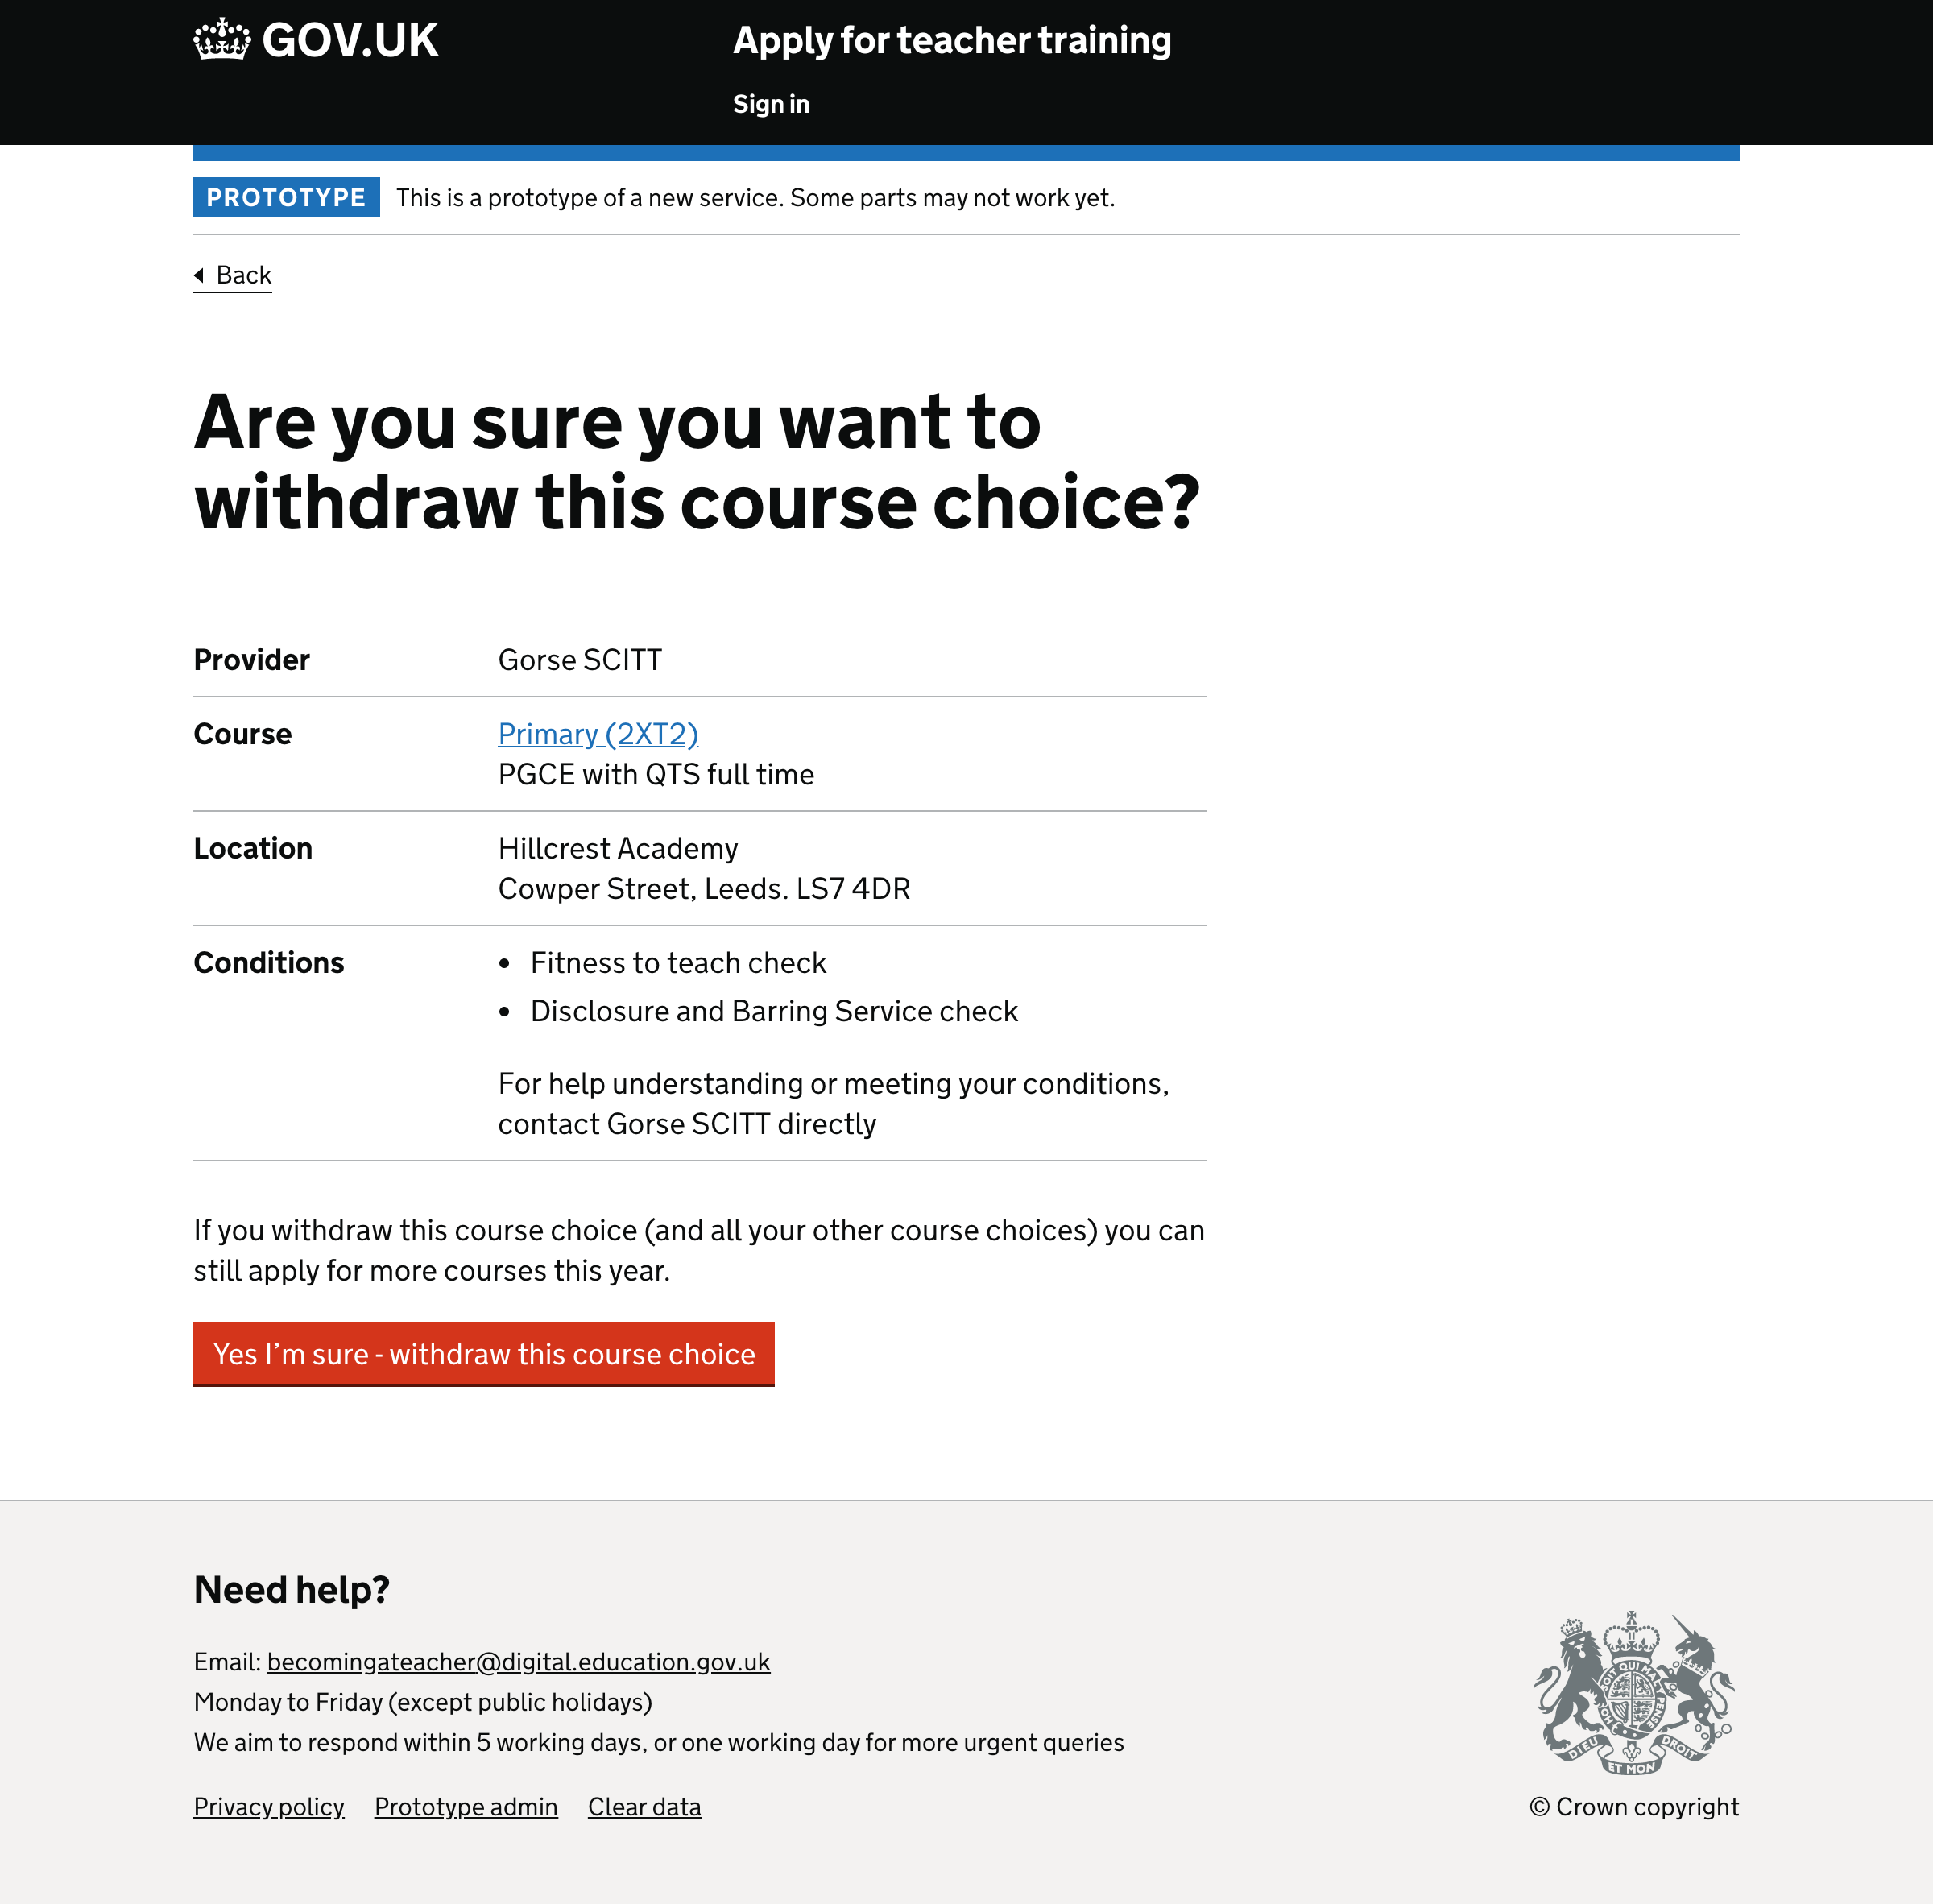 GOV.UK
Apply for teacher training
Sign in
PROTOTYPE This is a prototype of a new service. Some parts may not work yet.
Back
Are you sure you want to
withdraw this course choice?
Provider Gorse SCITT
Course Primary (2XT2)
PGCE with QTS full time
Location Hillcrest Academy
Cowper Street, Leeds. LS7 4DR
Conditions • Fitness to teach check
• Disclosure and Barring Service check
For help understanding or meeting your conditions,
contact Gorse SCITT directly
If you withdraw this course choice (and all your other course choices) you can
still apply for more courses this year.
Yes I’m sure - withdraw this course choice
Need help?
Email: becomingateacher@digital.education.gov.uk
Monday to Friday (except public holidays)
We aim to respond within 5 working days, or one working day for more urgent queries
Privacy policy Prototype admin Clear data
DIEU ET MON DROIT
© Crown copyright